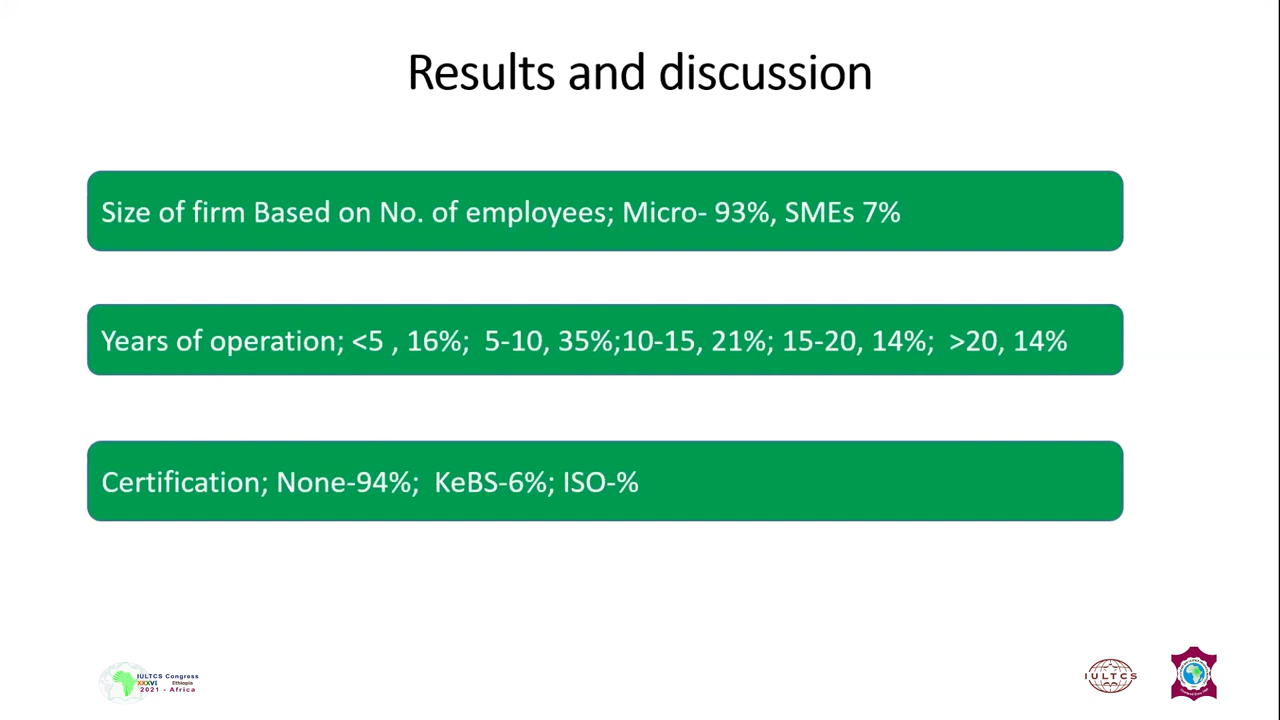 Results and discussion
Size of firm Based on No. of employees; Micro- 93%, SMEs 7%
Years of operation; <5 , 16%;  5-10, 35%;10-15, 21%; 15-20, 14%;  >20, 14%
Certification; None-94%;  KeBS-6%; ISO-%
IULTCS Congress
XXXVI Ethiopia
2021 - Africa
IULTCS